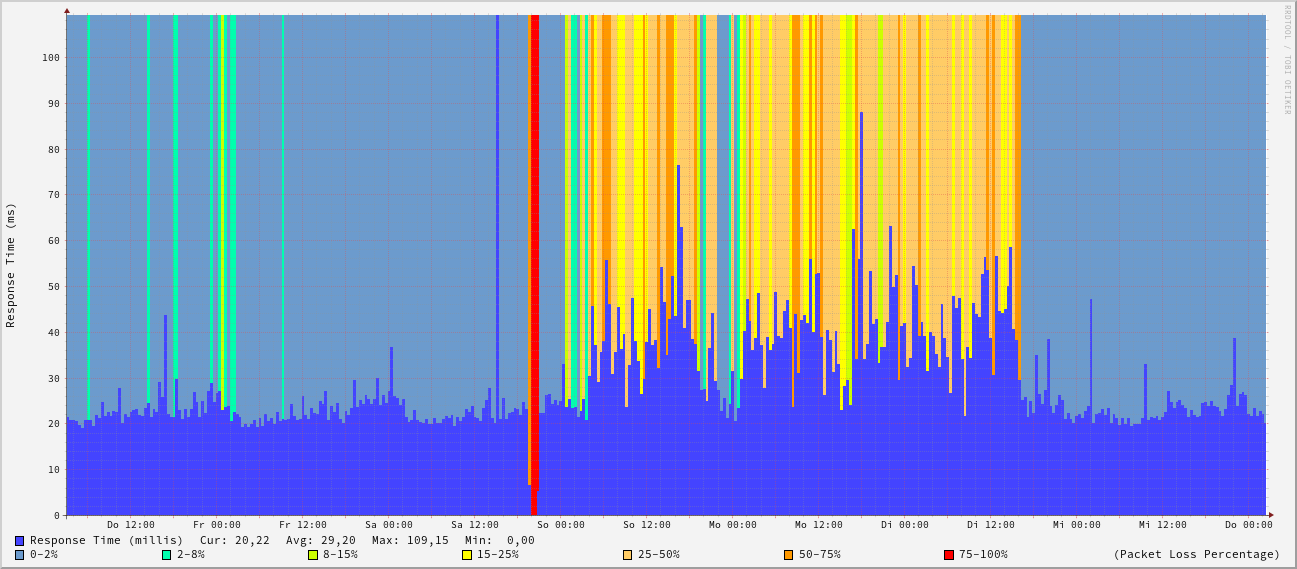 RRDTOOL / TOBI OETIKER
Response Time (ms)
100
90
80
70
60
50
40
30
20
10
0
Do 12:00 Fr 00:00 Fr 12:00 Sa 00:00 Sa 12:00 So 00:00 So 12:00 Mo 00:00 Mo 12:00 Di 00:00 Di 12:00 Mi 00:00 Mi 12:00 Do 00:00
Response Time (millis) Cur: 20,22 Avg: 29,20 Max: 109,15 Min: 0,00
0-2% 2-8% 8-15% 15-25% 25-50% 50-75% 75-100% (Packet Loss Percentage)